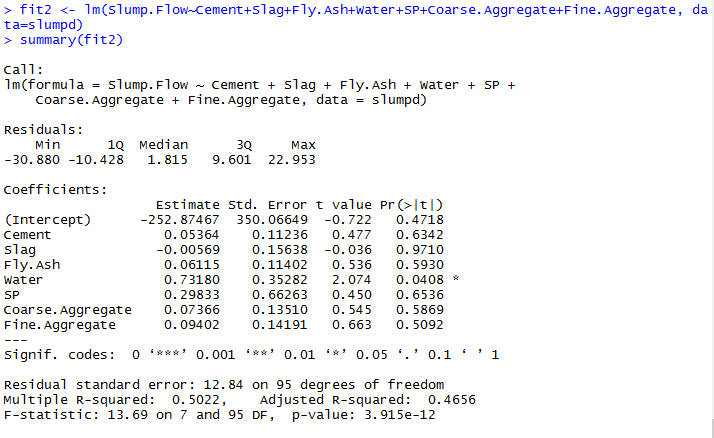 > fit2 <- lm(Slump.Flow~Cement+Slag+Fly.Ash+Water+SP+Coarse.Aggregate+Fine.Aggregate, da
ta=slumpd)
> summary(fit2)
Call:
lm(formula = Slump.Flow ~ Cement + Slag + Fly.Ash + Water + SP +
    Coarse.Aggregate + Fine.Aggregate, data = slumpd)
Residuals:
    Min      1Q  Median      3Q     Max
-30.880 -10.428   1.815   9.601  22.953
Coefficients:
                   Estimate Std. Error t value Pr(>|t|)
(Intercept)      -252.87467  350.06649  -0.722   0.4718
Cement              0.05364    0.11236   0.477   0.6342
Slag               -0.00569    0.15638  -0.036   0.9710
Fly.Ash             0.06115    0.11402   0.536   0.5930
Water               0.73180    0.35282   2.074   0.0408 *
SP                  0.29833    0.66263   0.450   0.6536
Coarse.Aggregate    0.07366    0.13510   0.545   0.5869
Fine.Aggregate      0.09402    0.14191   0.663   0.5092
---
Signif. codes:  0 ‘***’ 0.001 ‘**’ 0.01 ‘*’ 0.05 ‘.’ 0.1 ‘ ’ 1
Residual standard error: 12.84 on 95 degrees of freedom
Multiple R-squared:  0.5022,    Adjusted R-squared:  0.4656
F-statistic: 13.69 on 7 and 95 DF,  p-value: 3.915e-12